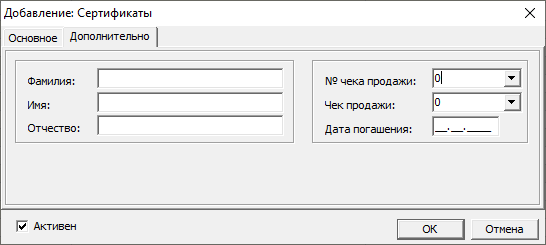 Добавление: Сертификаты
Основное Дополнительно
Фамилия:
Имя:
Отчество:
№ чека продажи: 0
Чек продажи: 0
Дата погашения: __.__.____
Активен
OK Отмена